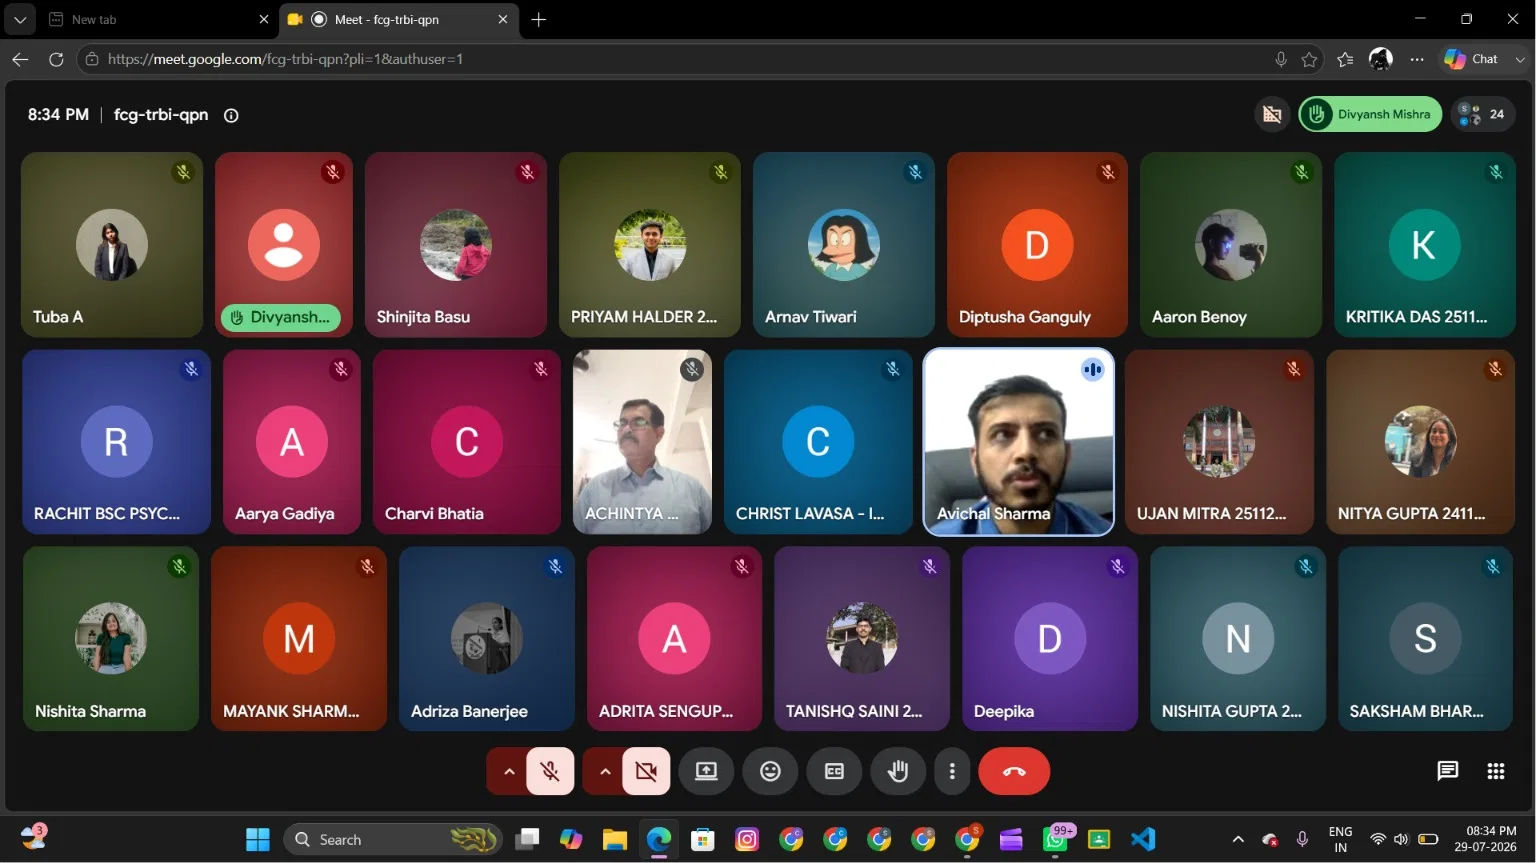 New tab
Meet - fcg-trbi-qpn
https://meet.google.com/fcg-trbi-qpn?pli=1&authuser=1
Chat
8:34 PM | fcg-trbi-qpn
Divyansh Mishra
24
Tuba A
Divyansh...
Shinjita Basu
PRIYAM HALDER 2...
Arnav Tiwari
D
Diptusha Ganguly
Aaron Benoy
K
KRITIKA DAS 2511...
R
RACHIT BSC PSYC...
A
Aarya Gadiya
C
Charvi Bhatia
ACHINTYA ...
C
CHRIST LAVASA - I...
Avichal Sharma
UJAN MITRA 25112...
NITYA GUPTA 2411...
Nishita Sharma
M
MAYANK SHARM...
Adriza Banerjee
A
ADRITA SENGUP...
TANISHQ SAINI 2...
D
Deepika
N
NISHITA GUPTA 2...
S
SAKSHAM BHAR...
3
Search
99+
ENG
IN
08:34 PM
29-07-2026